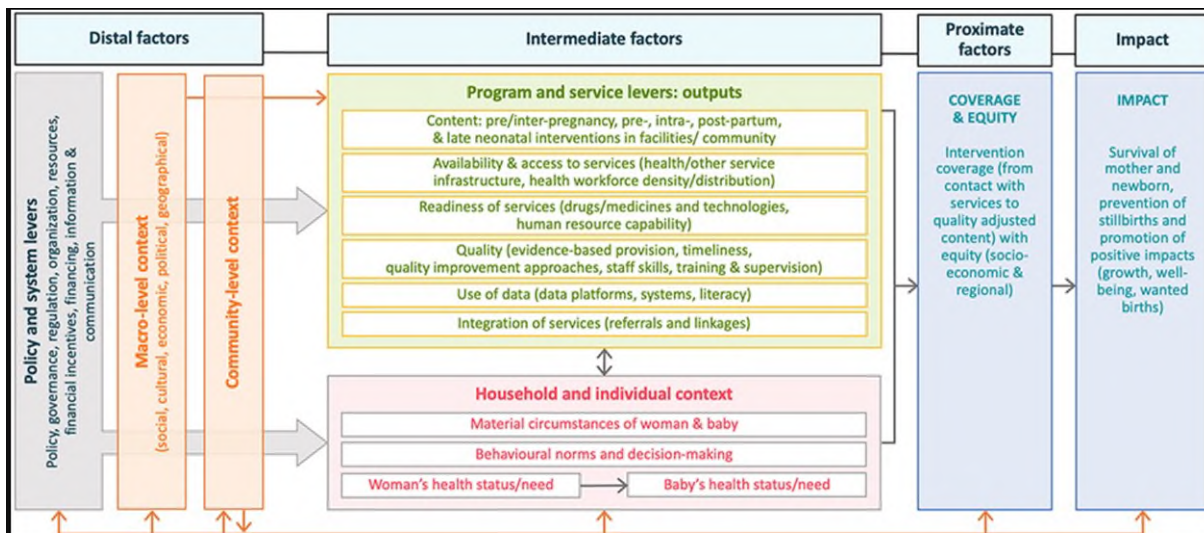 Distal factors
Intermediate factors
Proximate
factors
Impact
Policy and system levers
Policy, governance, regulation, organization, resources,
financial incentives, financing, information &
communication
Macro-level context
(social, cultural, economic, political, geographical)
Community-level context
Program and service levers: outputs
Content: pre/inter-pregnancy, pre-, intra-, post-partum,
& late neonatal interventions in facilities/ community
Availability & access to services (health/other service
infrastructure, health workforce density/distribution)
Readiness of services (drugs/medicines and technologies,
human resource capability)
Quality (evidence-based provision, timeliness,
quality improvement approaches, staff skills, training & supervision)
Use of data (data platforms, systems, literacy)
Integration of services (referrals and linkages)
Household and individual context
Material circumstances of woman & baby
Behavioural norms and decision-making
Woman's health status/need
Baby's health status/need
COVERAGE
& EQUITY
Intervention
coverage (from
contact with
services to
quality adjusted
content) with
equity (socio-
economic &
regional)
IMPACT
Survival of
mother and
newborn,
prevention of
stillbirths and
promotion of
positive impacts
(growth, well-
being, wanted
births)